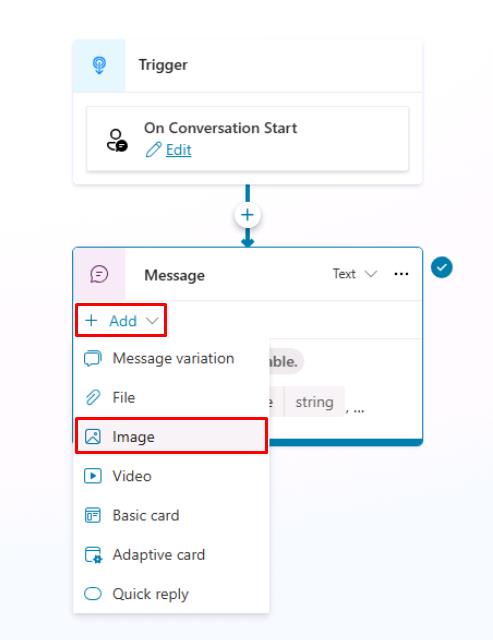 Trigger
On Conversation Start
Edit
Message
Text
Add
Message variation
able.
File
string
, ...
Image
Video
Basic card
Adaptive card
Quick reply